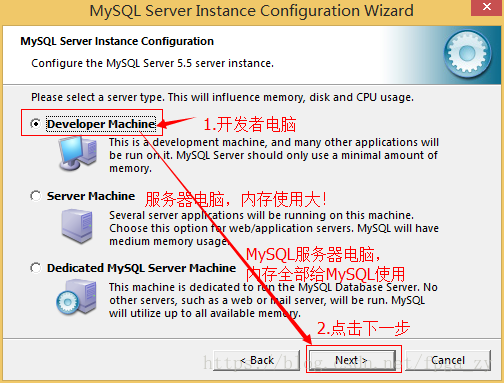 MySQL Server Instance Configuration Wizard
MySQL Server Instance Configuration
Configure the MySQL Server 5.5 server instance.
Please select a server type. This will influence memory, disk and CPU usage.
Developer Machine
1.开发者电脑
This is a development machine, and many other applications will
be run on it. MySQL Server should only use a minimal amount of
memory.
Server Machine
服务器电脑，内存使用大！
Several server applications will be running on this machine.
Choose this option for web/application servers. MySQL will have
medium memory usage.
MySQL服务器电脑，
内存全部给MySQL使用
Dedicated MySQL Server Machine
This machine is dedicated to run the MySQL Database Server. No
other servers, such as a web or mail server, will be run. MySQL
will utilize up to all available memory.
2.点击下一步
< Back
Next >
Cancel
https://blog.csdn.net/fpga_zy